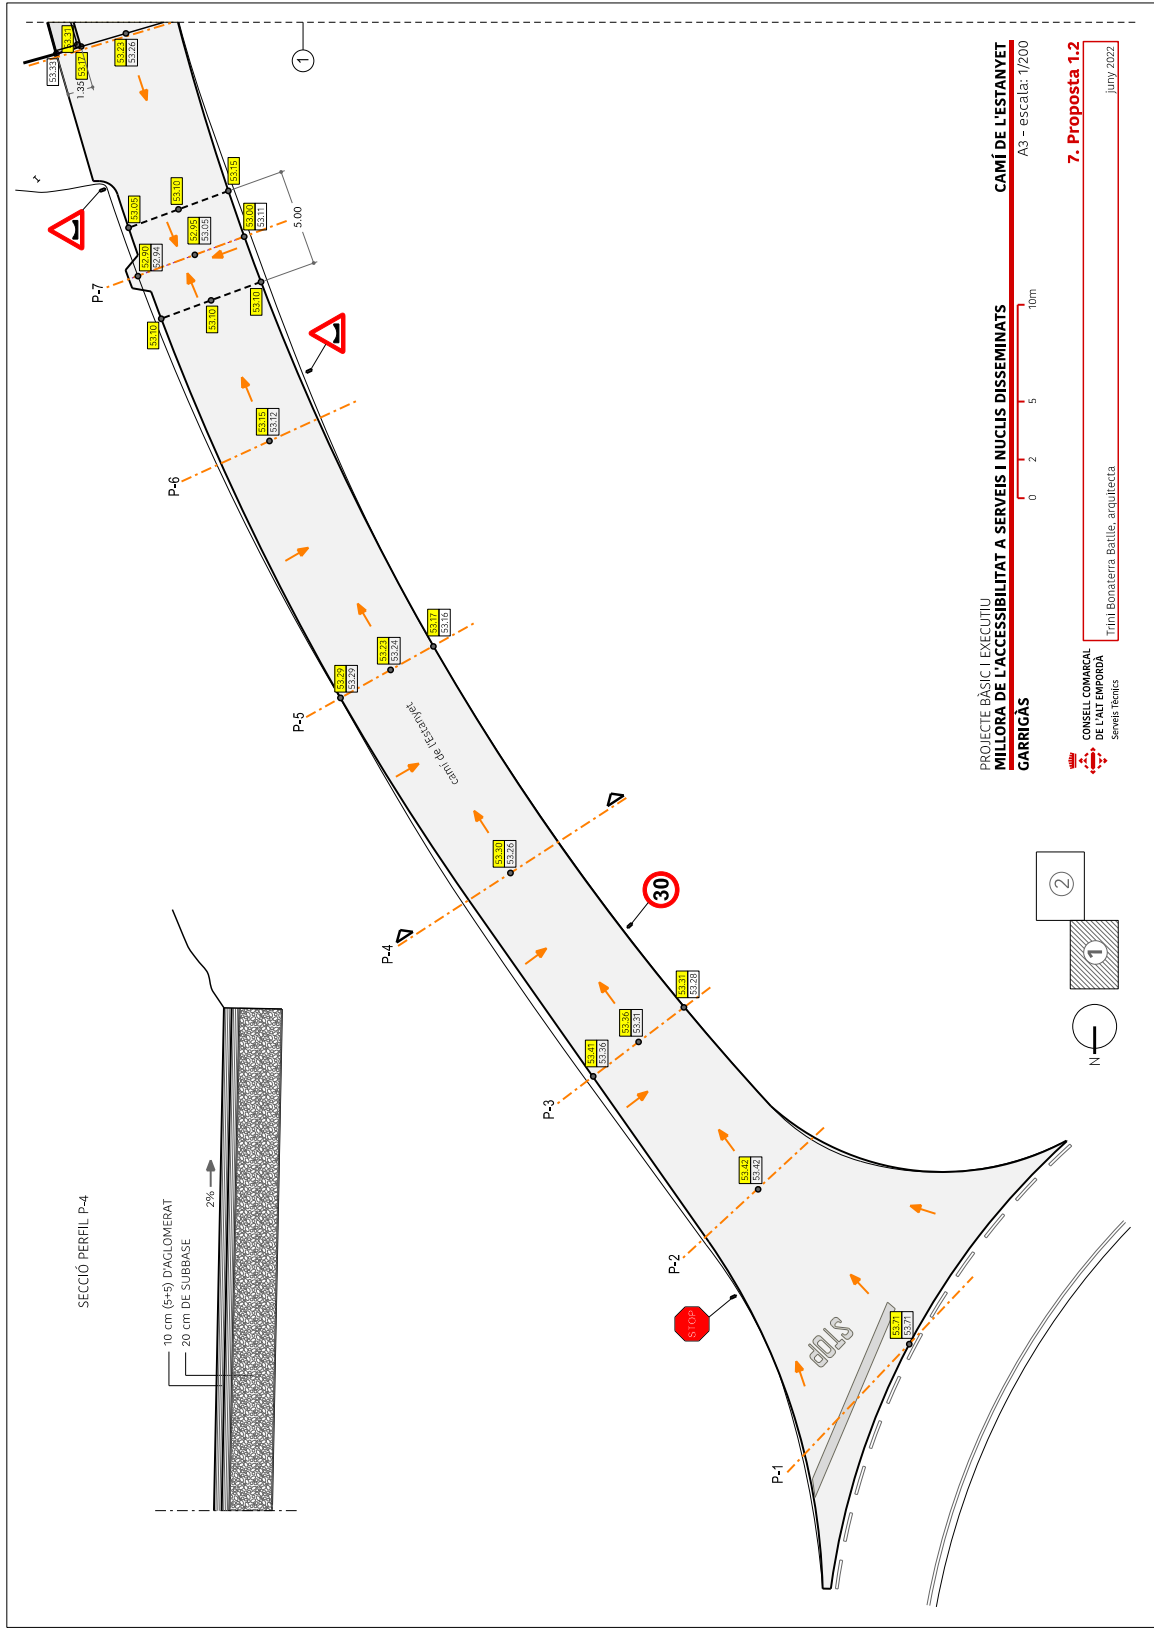 SECCIÓ PERFIL P-4
10 cm (5+5) D'AGLOMERAT
20 cm DE SUBBASE
2%
P-1
53.71
53.71
STOP
STOP
P-2
53.42
53.42
P-3
53.41
53.36
53.36
53.31
53.31
53.28
30
P-4
53.30
53.26
camí de l'Estanyet
P-5
53.29
53.29
53.23
53.24
53.17
53.16
P-6
53.15
53.12
P-7
53.10
53.10
53.10
52.90
52.94
52.95
53.05
53.00
53.11
53.05
53.10
53.15
5.00
1.35
53.33
53.31
53.17
53.23
53.26
1
PROJECTE BÀSIC I EXECUTIU
MILLORA DE L'ACCESSIBILITAT A SERVEIS I NUCLIS DISSEMINATS
CAMÍ DE L'ESTANYET
GARRIGÀS
0 2 5 10m
A3 - escala: 1/200
CONSELL COMARCAL
DE L'ALT EMPORDÀ
Serveis Tècnics
7. Proposta 1.2
Trini Bonaterra Batlle, arquitecta
juny 2022
N
1
2